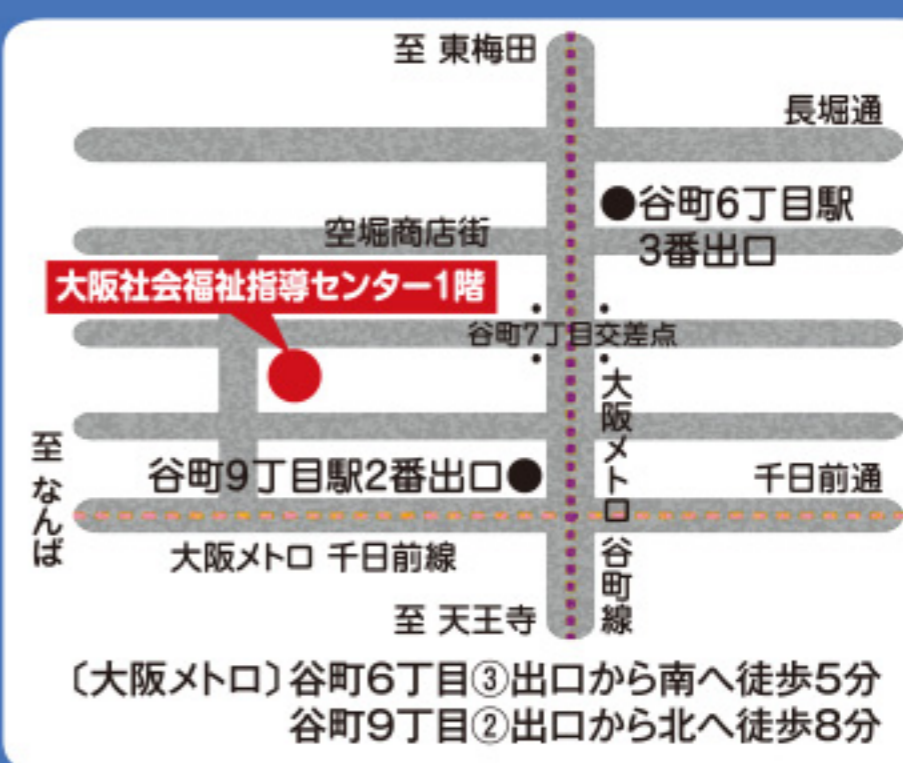 至 東梅田
長堀通
●谷町6丁目駅
3番出口
空堀商店街
大阪社会福祉指導センター1階
谷町7丁目交差点
大阪メトロ 谷町線
至 なんば
谷町9丁目駅2番出口●
千日前通
大阪メトロ 千日前線
至 天王寺
〔大阪メトロ〕谷町6丁目③出口から南へ徒歩5分
谷町9丁目②出口から北へ徒歩8分